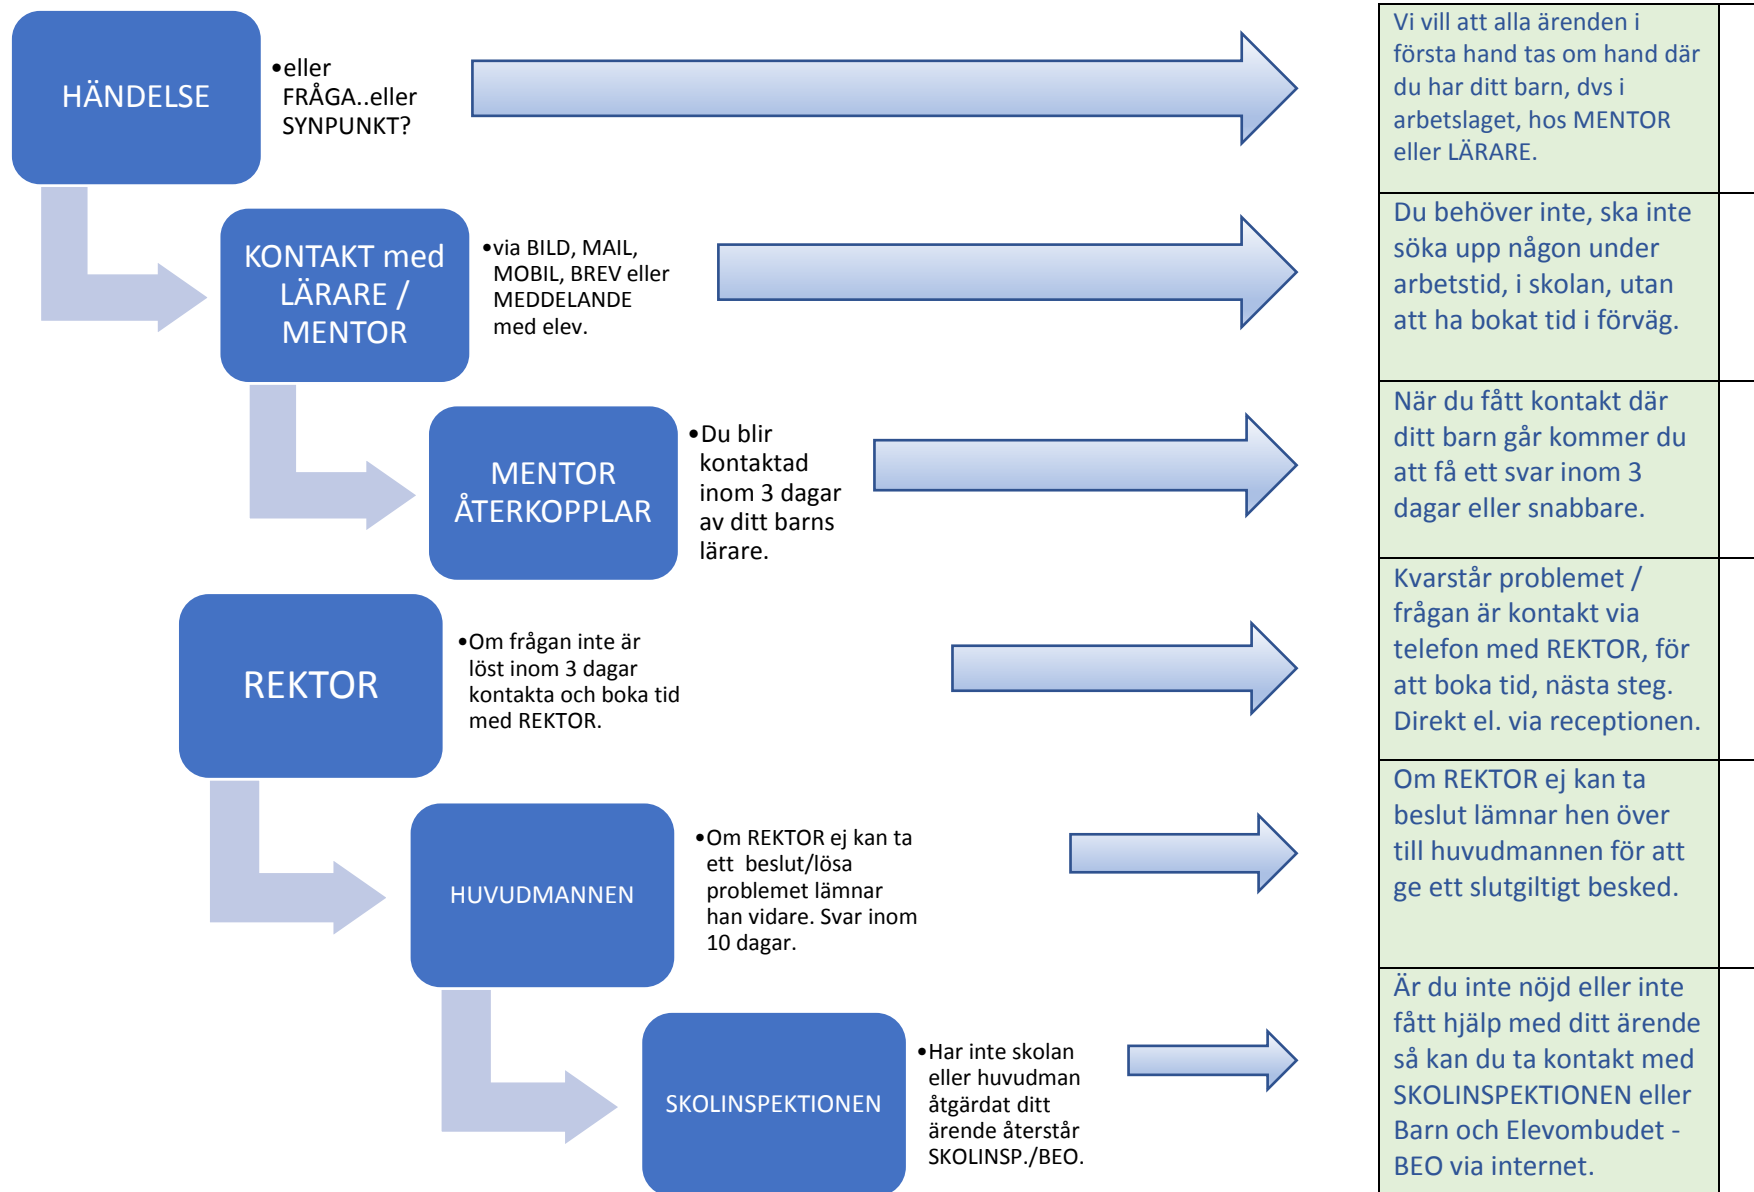 HÄNDELSE
•eller
FRÅGA..eller
SYNPUNKT?
Vi vill att alla ärenden i
första hand tas om hand där
du har ditt barn, dvs i
arbetslaget, hos MENTOR
eller LÄRARE.
KONTAKT med
LÄRARE /
MENTOR
•via BILD, MAIL,
MOBIL, BREV eller
MEDDELANDE
med elev.
Du behöver inte, ska inte
söka upp någon under
arbetstid, i skolan, utan
att ha bokat tid i förväg.
MENTOR
ÅTERKOPPLAR
•Du blir
kontaktad
inom 3 dagar
av ditt barns
lärare.
När du fått kontakt där
ditt barn går kommer du
att få ett svar inom 3
dagar eller snabbare.
REKTOR
•Om frågan inte är
löst inom 3 dagar
kontakta och boka tid
med REKTOR.
Kvarstår problemet /
frågan är kontakt via
telefon med REKTOR, för
att boka tid, nästa steg.
Direkt el. via receptionen.
HUVUDMANNEN
•Om REKTOR ej kan ta
ett beslut/lösa
problemet lämnar
han vidare. Svar inom
10 dagar.
Om REKTOR ej kan ta
beslut lämnar hen över
till huvudmannen för att
ge ett slutgiltigt besked.
SKOLINSPEKTIONEN
•Har inte skolan
eller huvudman
åtgärdat ditt
ärende återstår
SKOLINSP./BEO.
Är du inte nöjd eller inte
fått hjälp med ditt ärende
så kan du ta kontakt med
SKOLINSPEKTIONEN eller
Barn och Elevombudet -
BEO via internet.